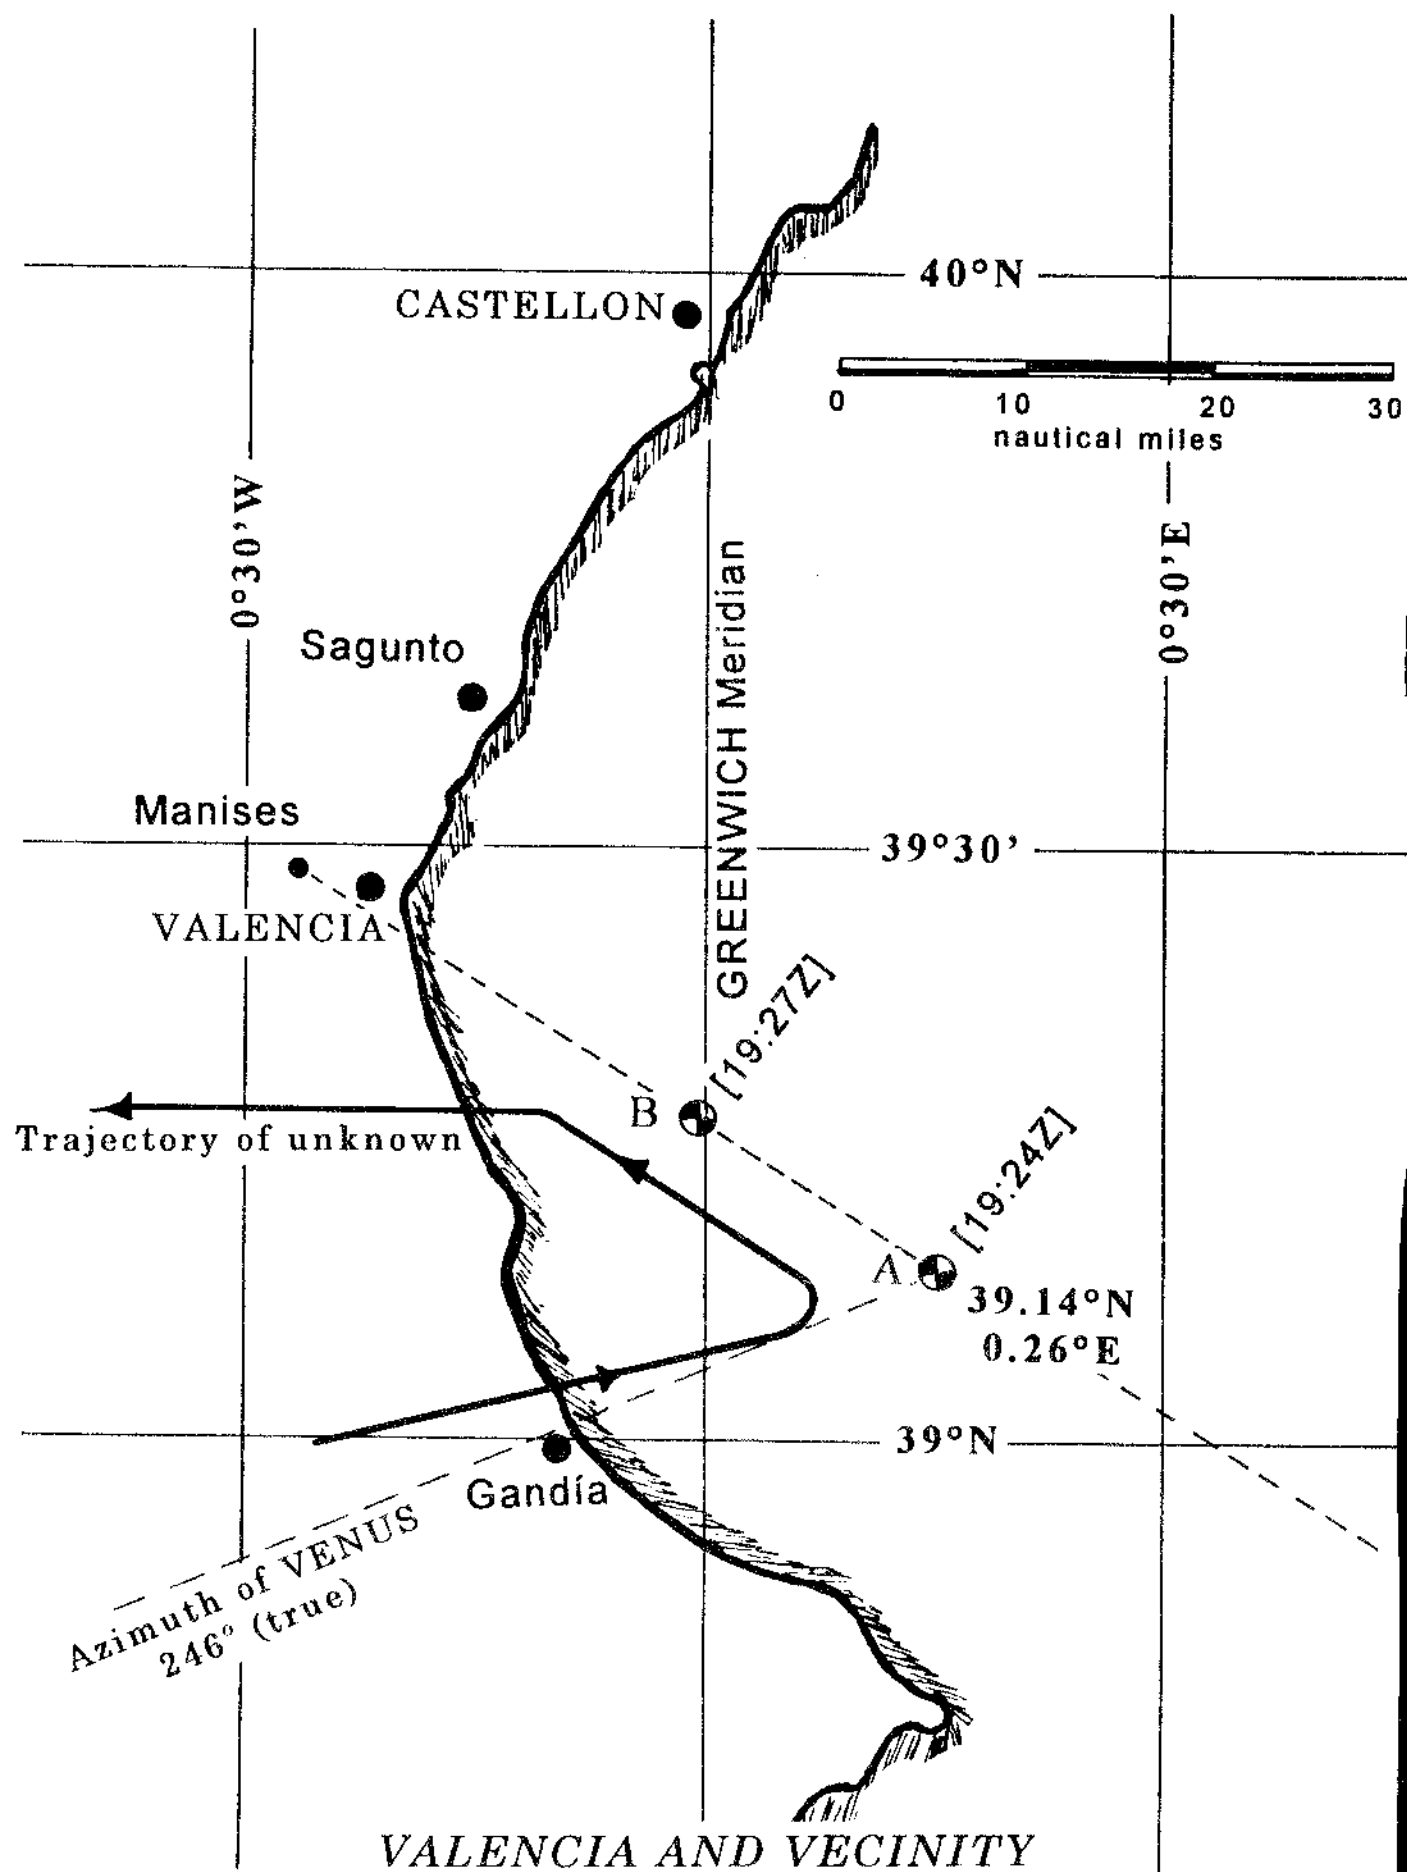 40°N
CASTELLON
0 10 20 30
nautical miles
0°30'W
0°30'E
GREENWICH Meridian
Sagunto
Manises
39°30'
VALENCIA
[19:27Z]
B
Trajectory of unknown
[19:24Z]
A
39.14°N
0.26°E
39°N
Gandía
Azimuth of VENUS
246° (true)
VALENCIA AND VECINITY